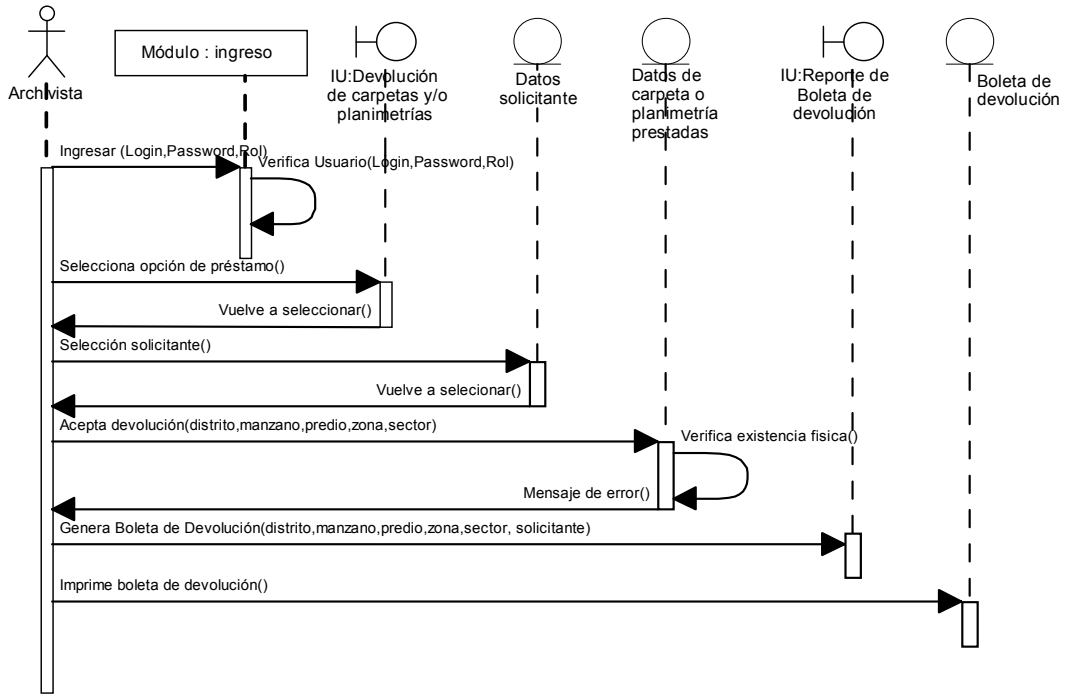 Archivista
Módulo : ingreso
IU:Devolución
de carpetas y/o
planimetrías
Datos
solicitante
Datos de
carpeta o
planimetría
prestadas
IU:Reporte de
Boleta de
devolución
Boleta de
devolución
Ingresar (Login,Password,Rol)
Verifica Usuario(Login,Password,Rol)
Selecciona opción de préstamo()
Vuelve a seleccionar()
Selección solicitante()
Vuelve a selecionar()
Acepta devolución(distrito,manzano,predio,zona,sector)
Verifica existencia fisica()
Mensaje de error()
Genera Boleta de Devolución(distrito,manzano,predio,zona,sector, solicitante)
Imprime boleta de devolución()